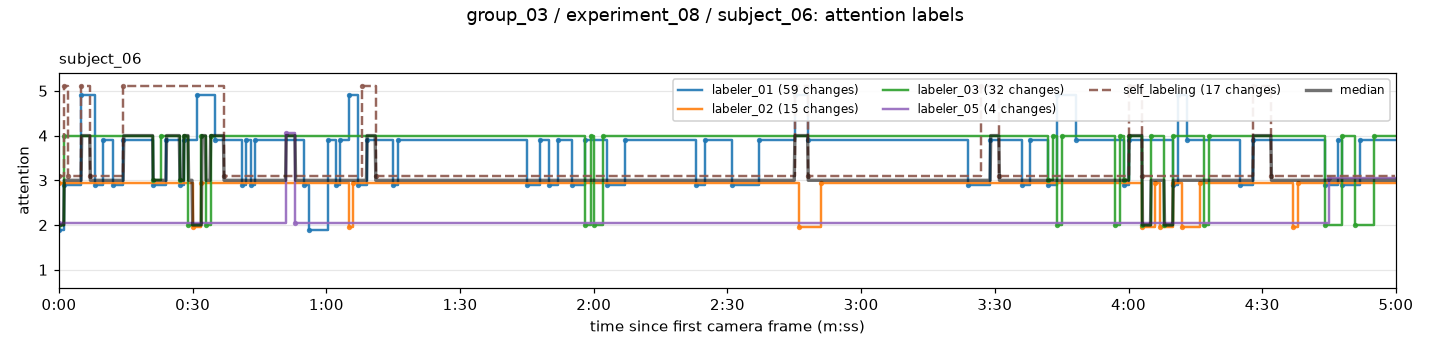 group_03 / experiment_08 / subject_06: attention labels
subject_06
labeler_01 (59 changes)
labeler_02 (15 changes)
labeler_03 (32 changes)
labeler_05 (4 changes)
self_labeling (17 changes)
median
attention
5
4
3
2
1
0:00 0:30 1:00 1:30 2:00 2:30 3:00 3:30 4:00 4:30 5:00
time since first camera frame (m:ss)